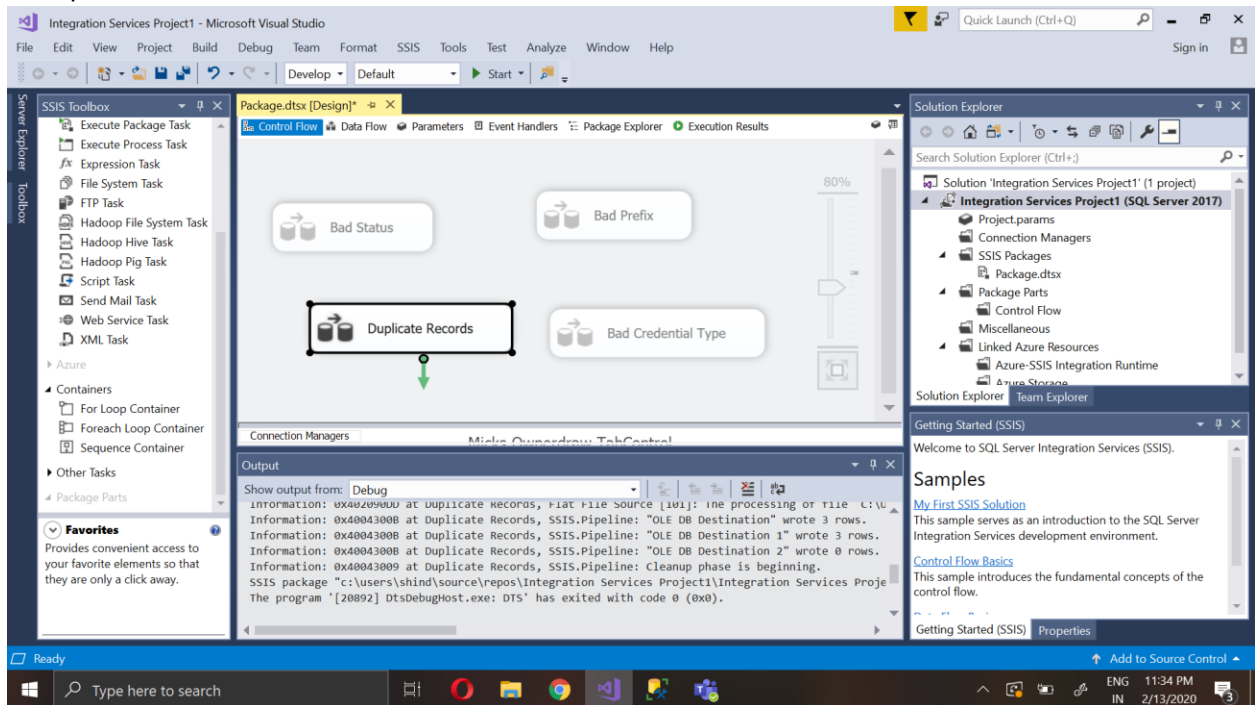 Integration Services Project1 - Microsoft Visual Studio
Quick Launch (Ctrl+Q)
File Edit View Project Build Debug Team Format SSIS Tools Test Analyze Window Help
Sign in
Develop Default Start
Server Explorer
Toolbox
SSIS Toolbox
Execute Package Task
Execute Process Task
Expression Task
File System Task
FTP Task
Hadoop File System Task
Hadoop Hive Task
Hadoop Pig Task
Script Task
Send Mail Task
Web Service Task
XML Task
Azure
Containers
For Loop Container
Foreach Loop Container
Sequence Container
Other Tasks
Package Parts
Favorites
Provides convenient access to
your favorite elements so that
they are only a click away.
Package.dtsx [Design]*
Control Flow Data Flow Parameters Event Handlers Package Explorer Execution Results
80%
Bad Status
Bad Prefix
Duplicate Records
Bad Credential Type
Connection Managers
Output
Show output from: Debug
Information: 0x402090DD at Duplicate Records, Flat File Source [101]: The processing of file "C:\U
Information: 0x4004300B at Duplicate Records, SSIS.Pipeline: "OLE DB Destination" wrote 3 rows.
Information: 0x4004300B at Duplicate Records, SSIS.Pipeline: "OLE DB Destination 1" wrote 3 rows.
Information: 0x4004300B at Duplicate Records, SSIS.Pipeline: "OLE DB Destination 2" wrote 0 rows.
Information: 0x40043009 at Duplicate Records, SSIS.Pipeline: Cleanup phase is beginning.
SSIS package "c:\users\shind\source\repos\Integration Services Project1\Integration Services Proje
The program '[20892] DtsDebugHost.exe: DTS' has exited with code 0 (0x0).
Solution Explorer
Search Solution Explorer (Ctrl+;)
Solution 'Integration Services Project1' (1 project)
Integration Services Project1 (SQL Server 2017)
Project.params
Connection Managers
SSIS Packages
Package.dtsx
Package Parts
Control Flow
Miscellaneous
Linked Azure Resources
Azure-SSIS Integration Runtime
Azure Storage
Solution Explorer Team Explorer
Getting Started (SSIS)
Welcome to SQL Server Integration Services (SSIS).
Samples
My First SSIS Solution
This sample serves as an introduction to the SQL Server
Integration Services development environment.
Control Flow Basics
This sample introduces the fundamental concepts of the
control flow.
Getting Started (SSIS) Properties
Ready
Add to Source Control
Type here to search
ENG 11:34 PM
IN 2/13/2020
3